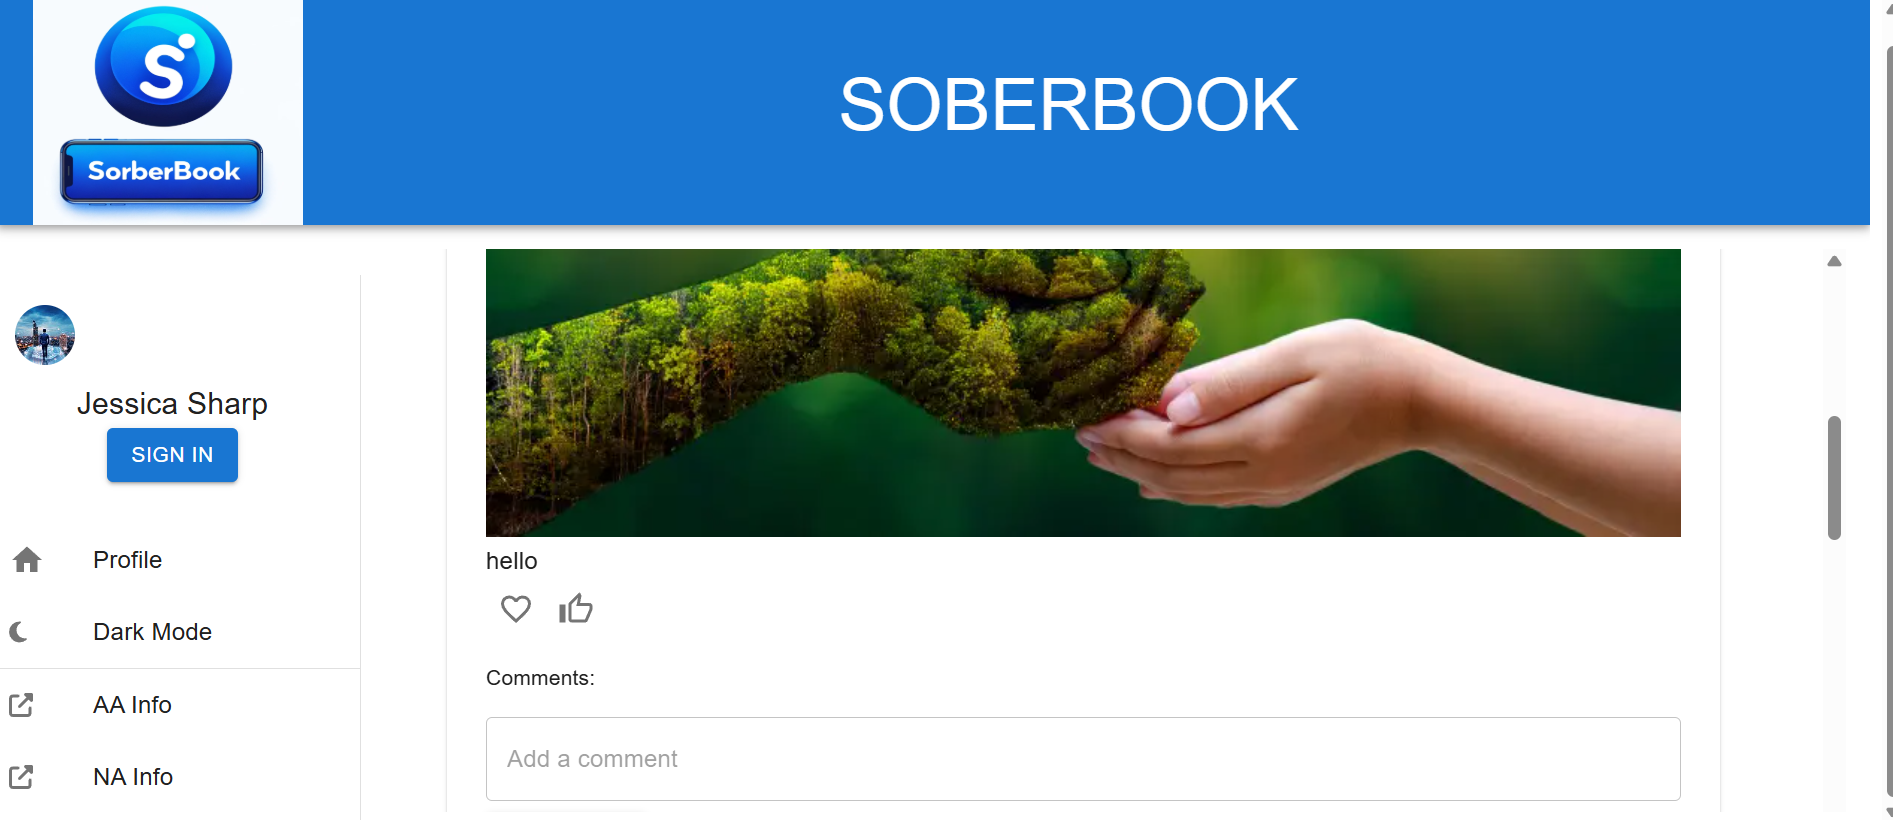 S
SorberBook
SOBERBOOK
Jessica Sharp
SIGN IN
Profile
Dark Mode
AA Info
NA Info
hello
Comments:
Add a comment